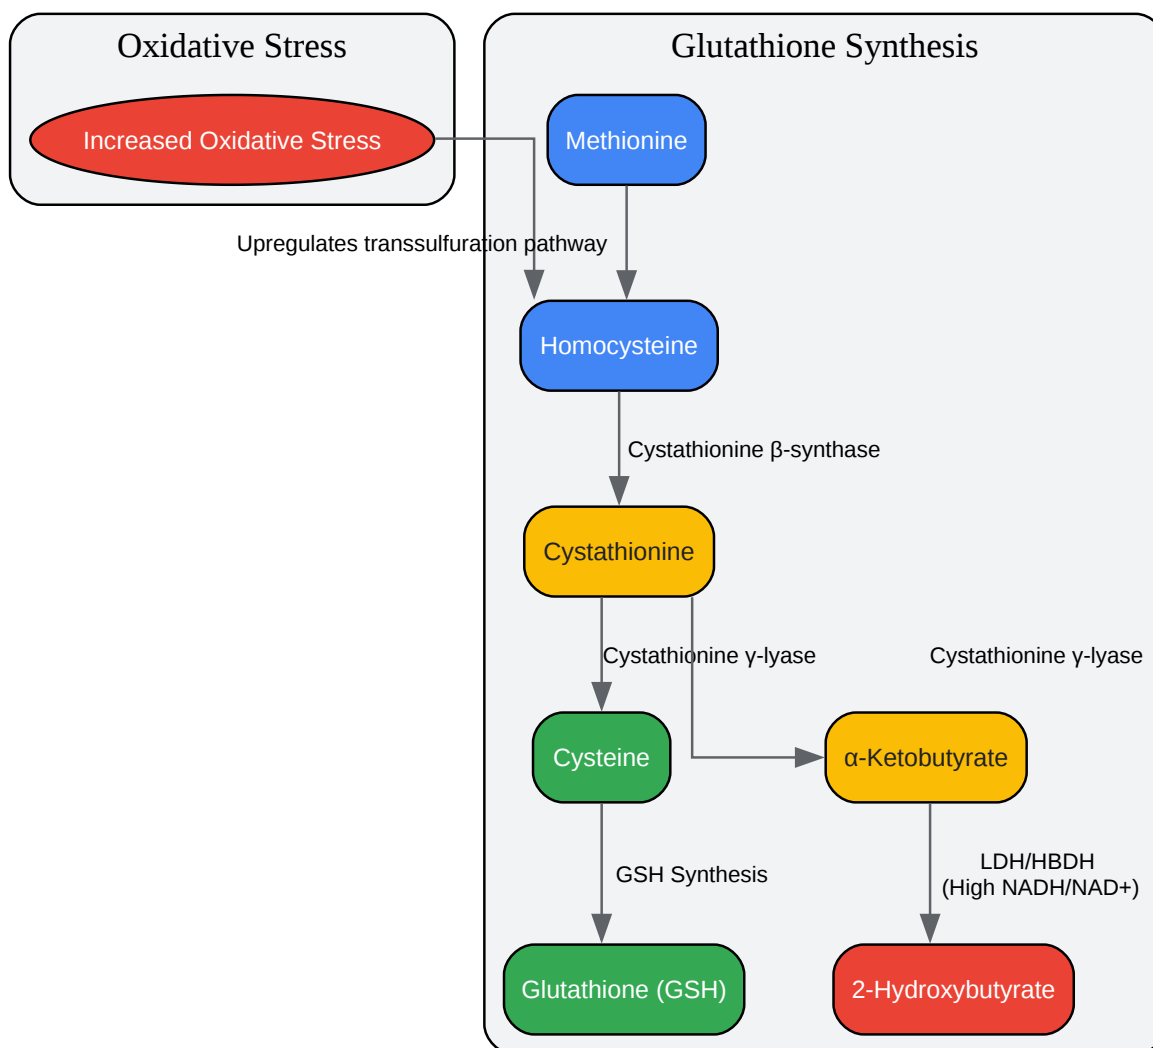 Oxidative Stress
Glutathione Synthesis
Increased Oxidative Stress
Methionine
Upregulates transsulfuration pathway
Homocysteine
Cystathionine β-synthase
Cystathionine
Cystathionine γ-lyase
Cystathionine γ-lyase
Cysteine
α-Ketobutyrate
GSH Synthesis
LDH/HBDH
(High NADH/NAD+)
Glutathione (GSH)
2-Hydroxybutyrate